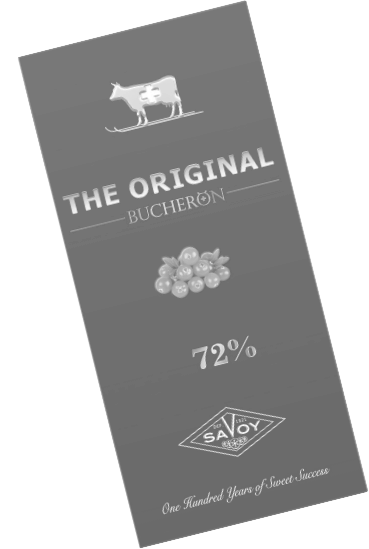 THE ORIGINAL
BUCHERON
72%
SAVOY
One Hundred Years of Sweet Success